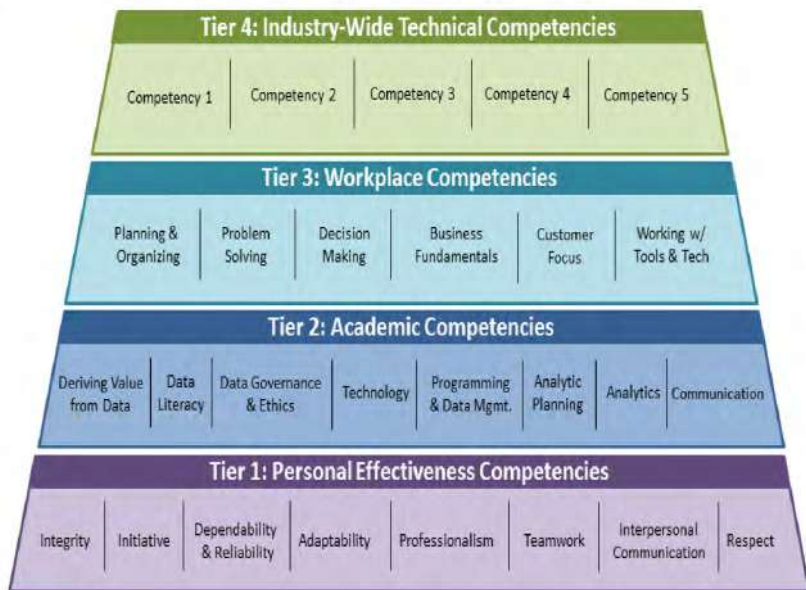 Tier 4: Industry-Wide Technical Competencies
Competency 1
Competency 2
Competency 3
Competency 4
Competency 5
Tier 3: Workplace Competencies
Planning &
Organizing
Problem
Solving
Decision
Making
Business
Fundamentals
Customer
Focus
Working w/
Tools & Tech
Tier 2: Academic Competencies
Deriving Value
from Data
Data
Literacy
Data Governance
& Ethics
Technology
Programming
& Data Mgmt.
Analytic
Planning
Analytics
Communication
Tier 1: Personal Effectiveness Competencies
Integrity
Initiative
Dependability
& Reliability
Adaptability
Professionalism
Teamwork
Interpersonal
Communication
Respect